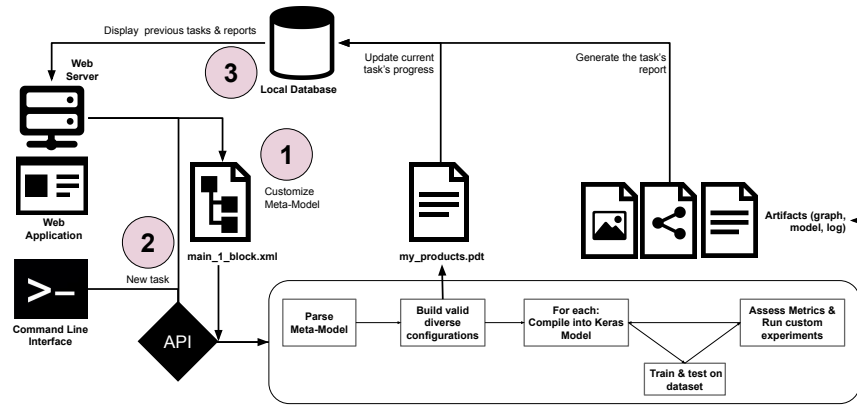 Display previous tasks & reports
Web
Server
3
Local Database
Update current
task's progress
Generate the task's
report
1
Customize
Meta-Model
Web
Application
2
New task
main_1_block.xml
my_products.pdt
Artifacts (graph,
model, log)
>_
Command Line
Interface
API
Parse
Meta-Model
Build valid
diverse
configurations
For each:
Compile into Keras
Model
Assess Metrics &
Run custom
experiments
Train & test on
dataset